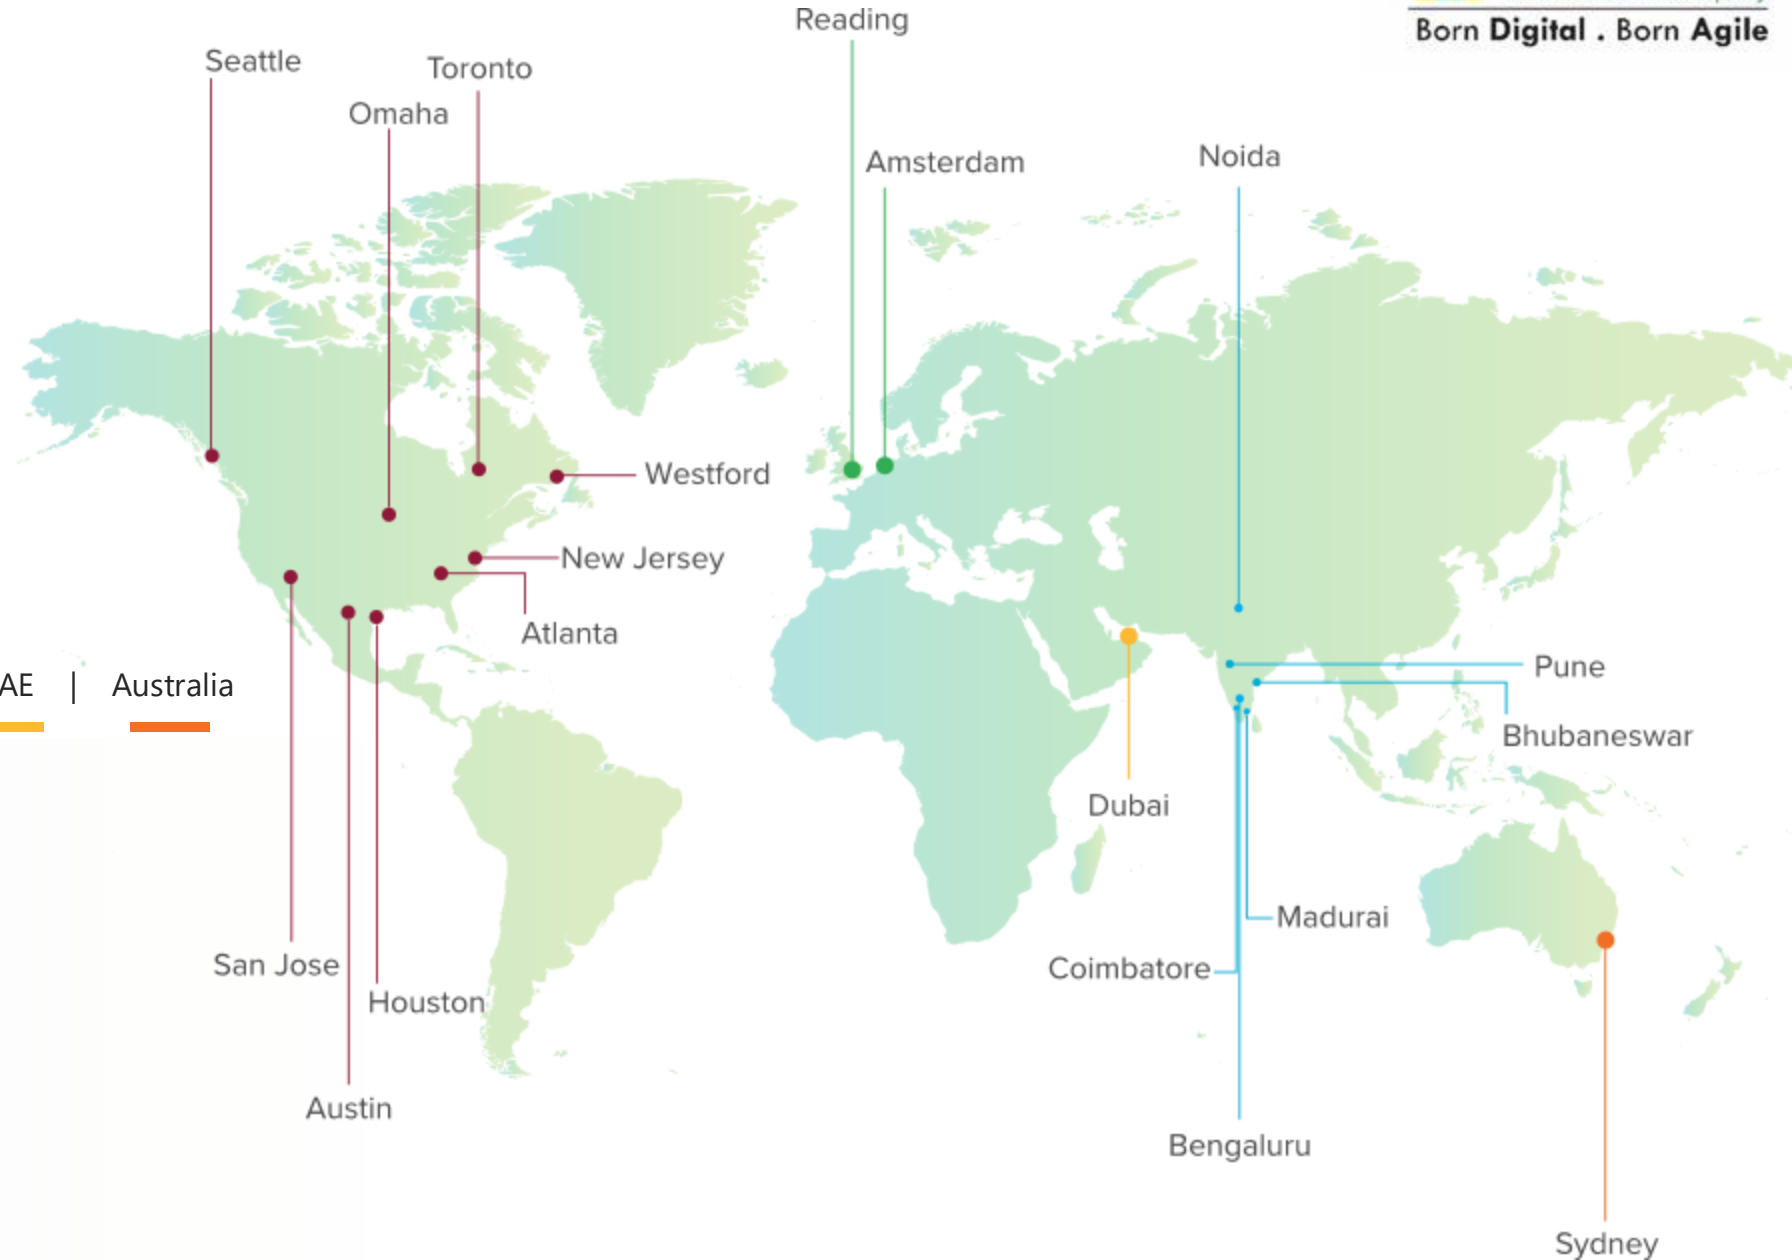 Reading
Born Digital . Born Agile
Seattle
Toronto
Omaha
Noida
Amsterdam
Westford
New Jersey
Atlanta
Pune
AE | Australia
Bhubaneswar
Dubai
Madurai
San Jose
Coimbatore
Houston
Austin
Bengaluru
Sydney